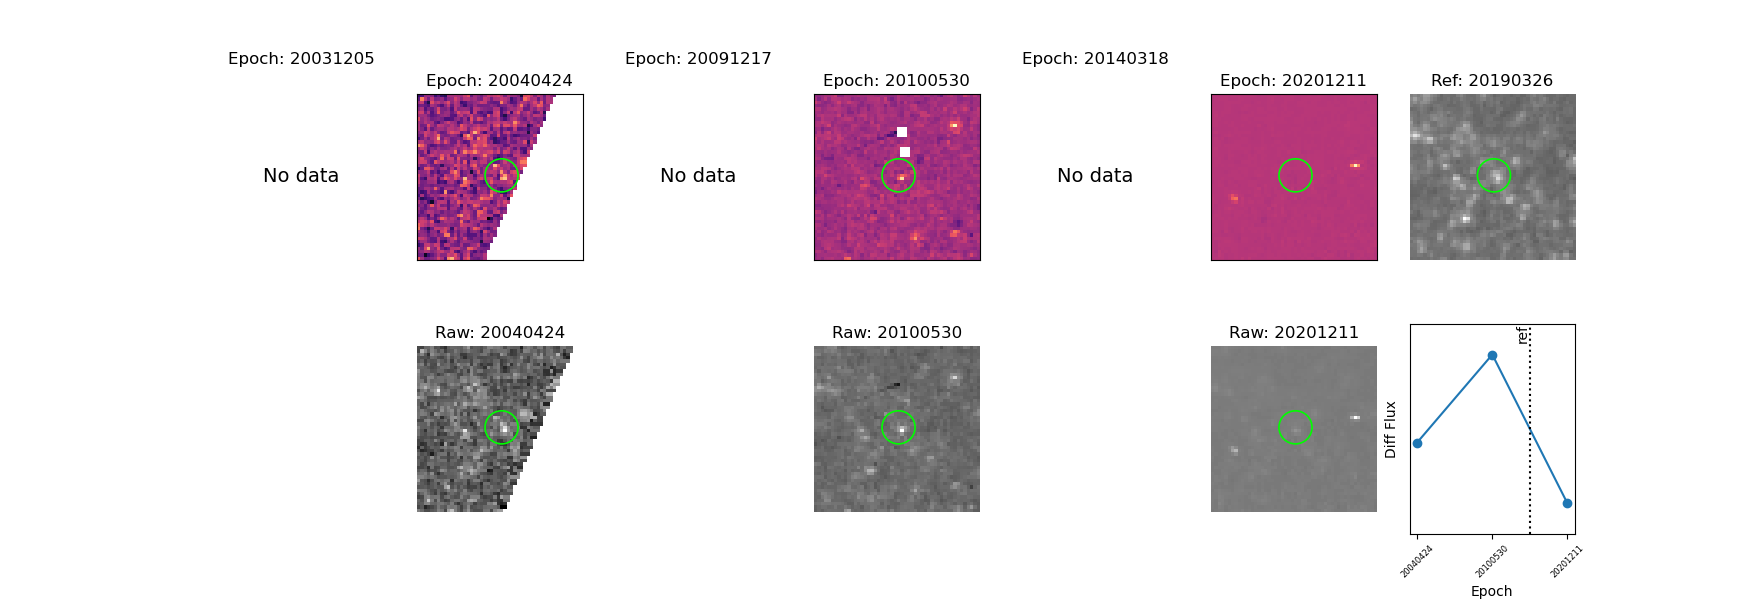 Epoch: 20031205
Epoch: 20091217
Epoch: 20140318
Epoch: 20040424
Epoch: 20100530
Epoch: 20201211
Ref: 20190326
No data
No data
No data
Raw: 20040424
Raw: 20100530
Raw: 20201211
ref
Diff Flux
20040424
20100530
20201211
Epoch